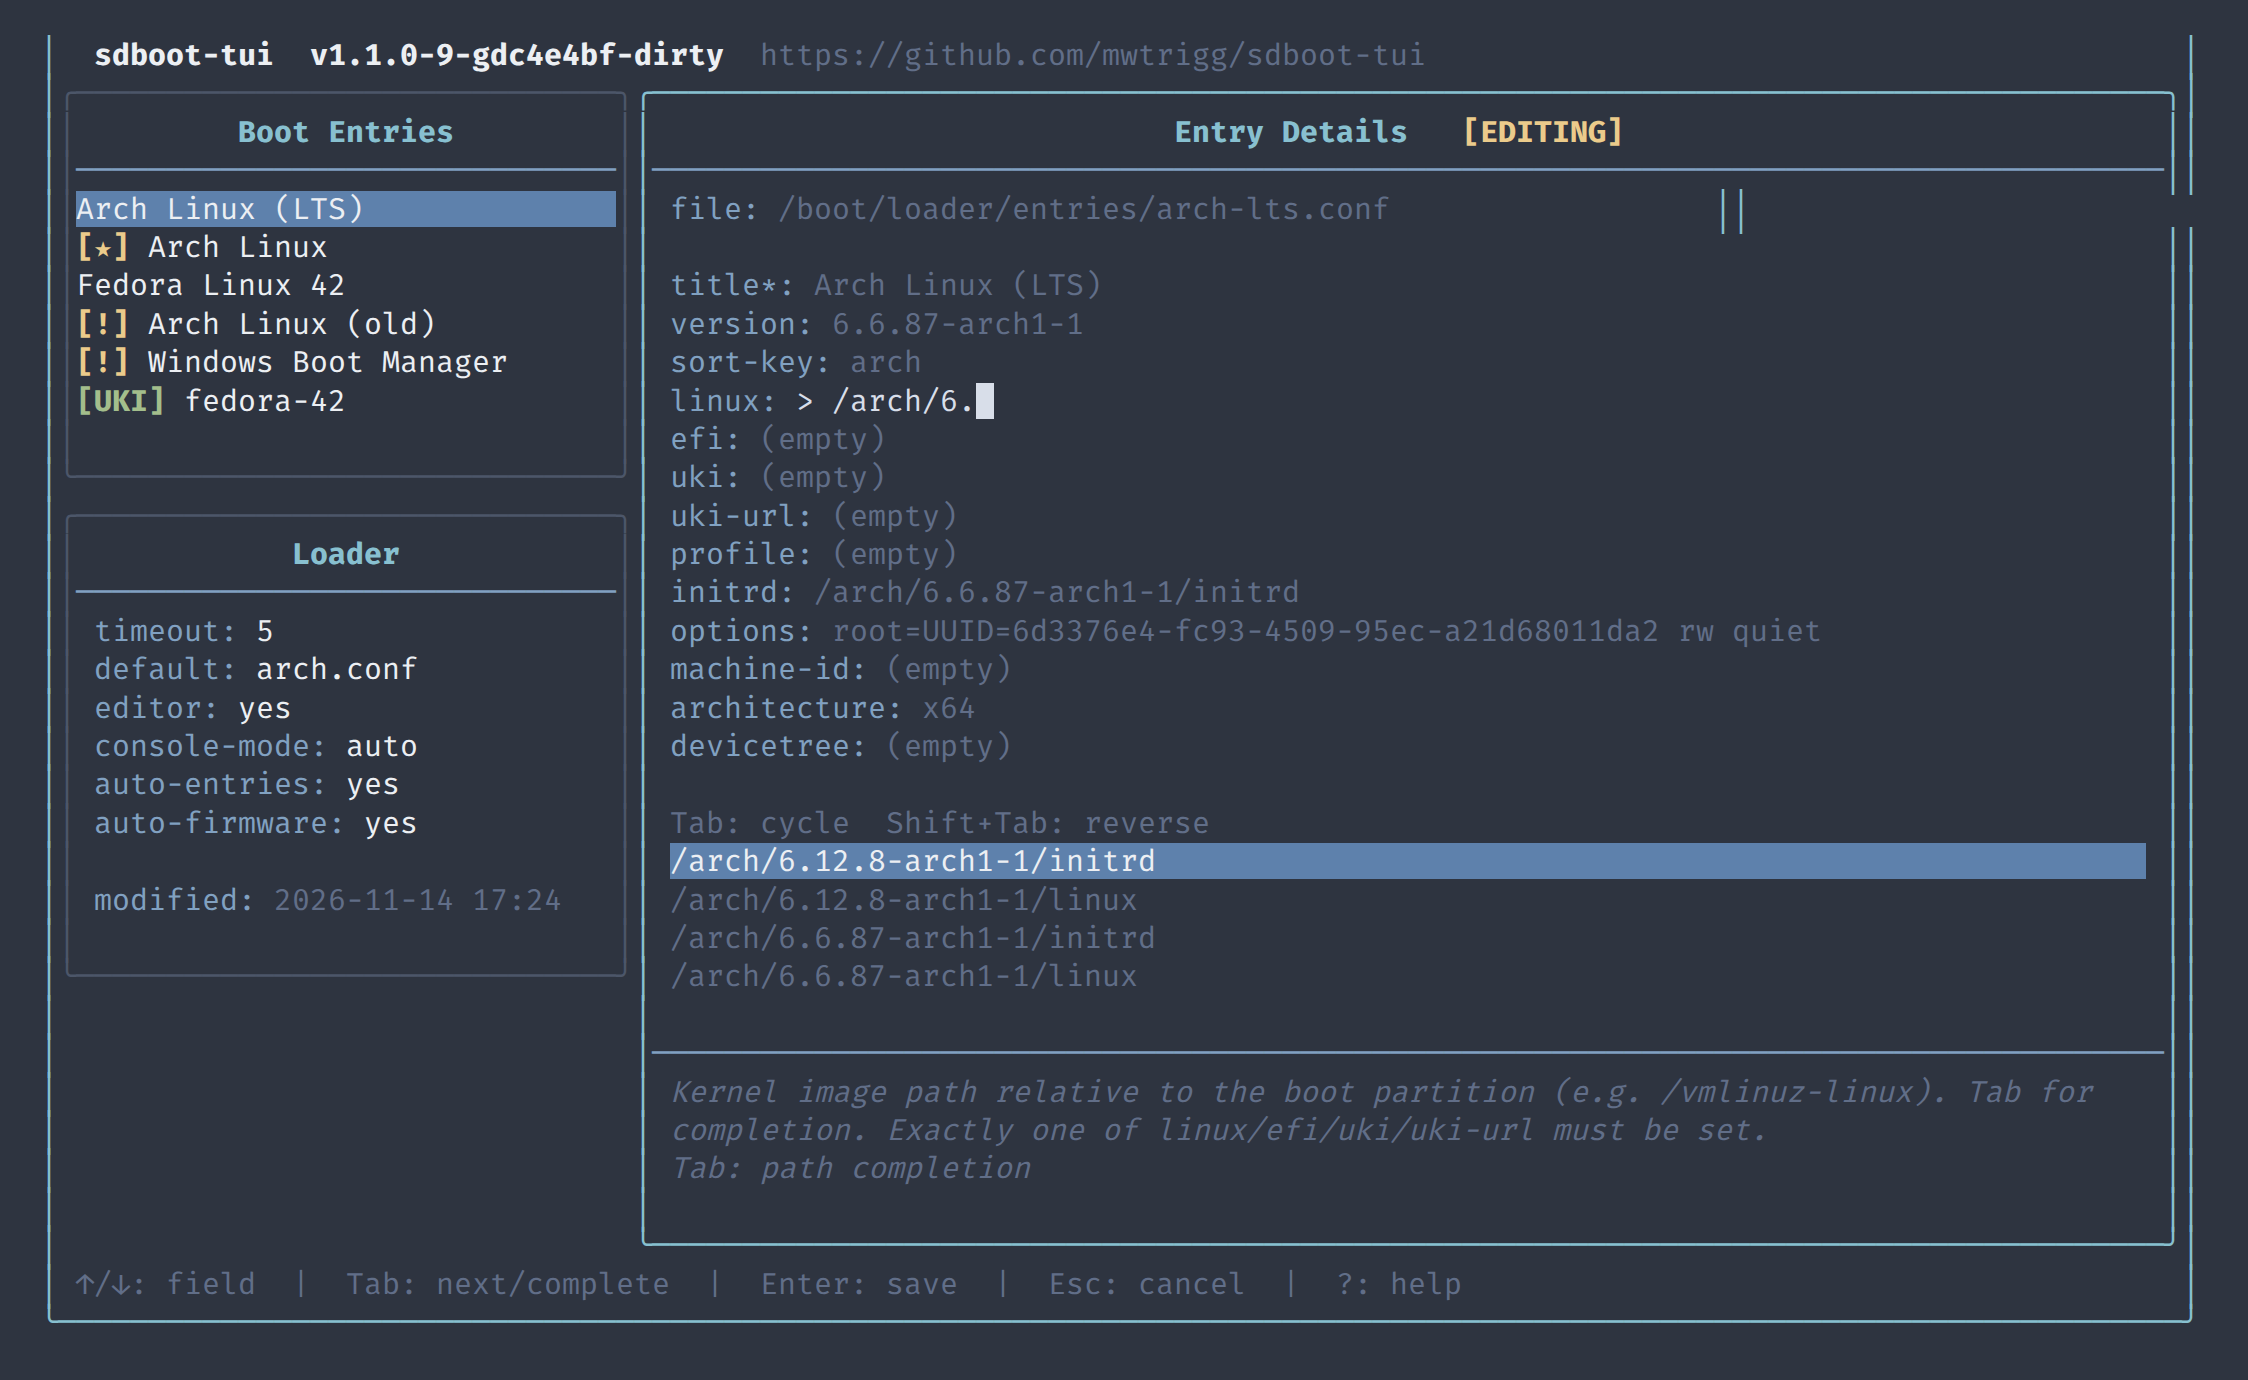 sdboot-tui  v1.1.0-9-gdc4e4bf-dirty  https://github.com/mwtrigg/sdboot-tui
Boot Entries
Arch Linux (LTS)
[★] Arch Linux
Fedora Linux 42
[!] Arch Linux (old)
[!] Windows Boot Manager
[UKI] fedora-42
Loader
timeout: 5
default: arch.conf
editor: yes
console-mode: auto
auto-entries: yes
auto-firmware: yes
modified: 2026-11-14 17:24
Entry Details  [EDITING]
file: /boot/loader/entries/arch-lts.conf
title*: Arch Linux (LTS)
version: 6.6.87-arch1-1
sort-key: arch
linux: > /arch/6.
efi: (empty)
uki: (empty)
uki-url: (empty)
profile: (empty)
initrd: /arch/6.6.87-arch1-1/initrd
options: root=UUID=6d3376e4-fc93-4509-95ec-a21d68011da2 rw quiet
machine-id: (empty)
architecture: x64
devicetree: (empty)
Tab: cycle  Shift+Tab: reverse
/arch/6.12.8-arch1-1/initrd
/arch/6.12.8-arch1-1/linux
/arch/6.6.87-arch1-1/initrd
/arch/6.6.87-arch1-1/linux
Kernel image path relative to the boot partition (e.g. /vmlinuz-linux). Tab for
completion. Exactly one of linux/efi/uki/uki-url must be set.
Tab: path completion
↑/↓: field  |  Tab: next/complete  |  Enter: save  |  Esc: cancel  |  ?: help